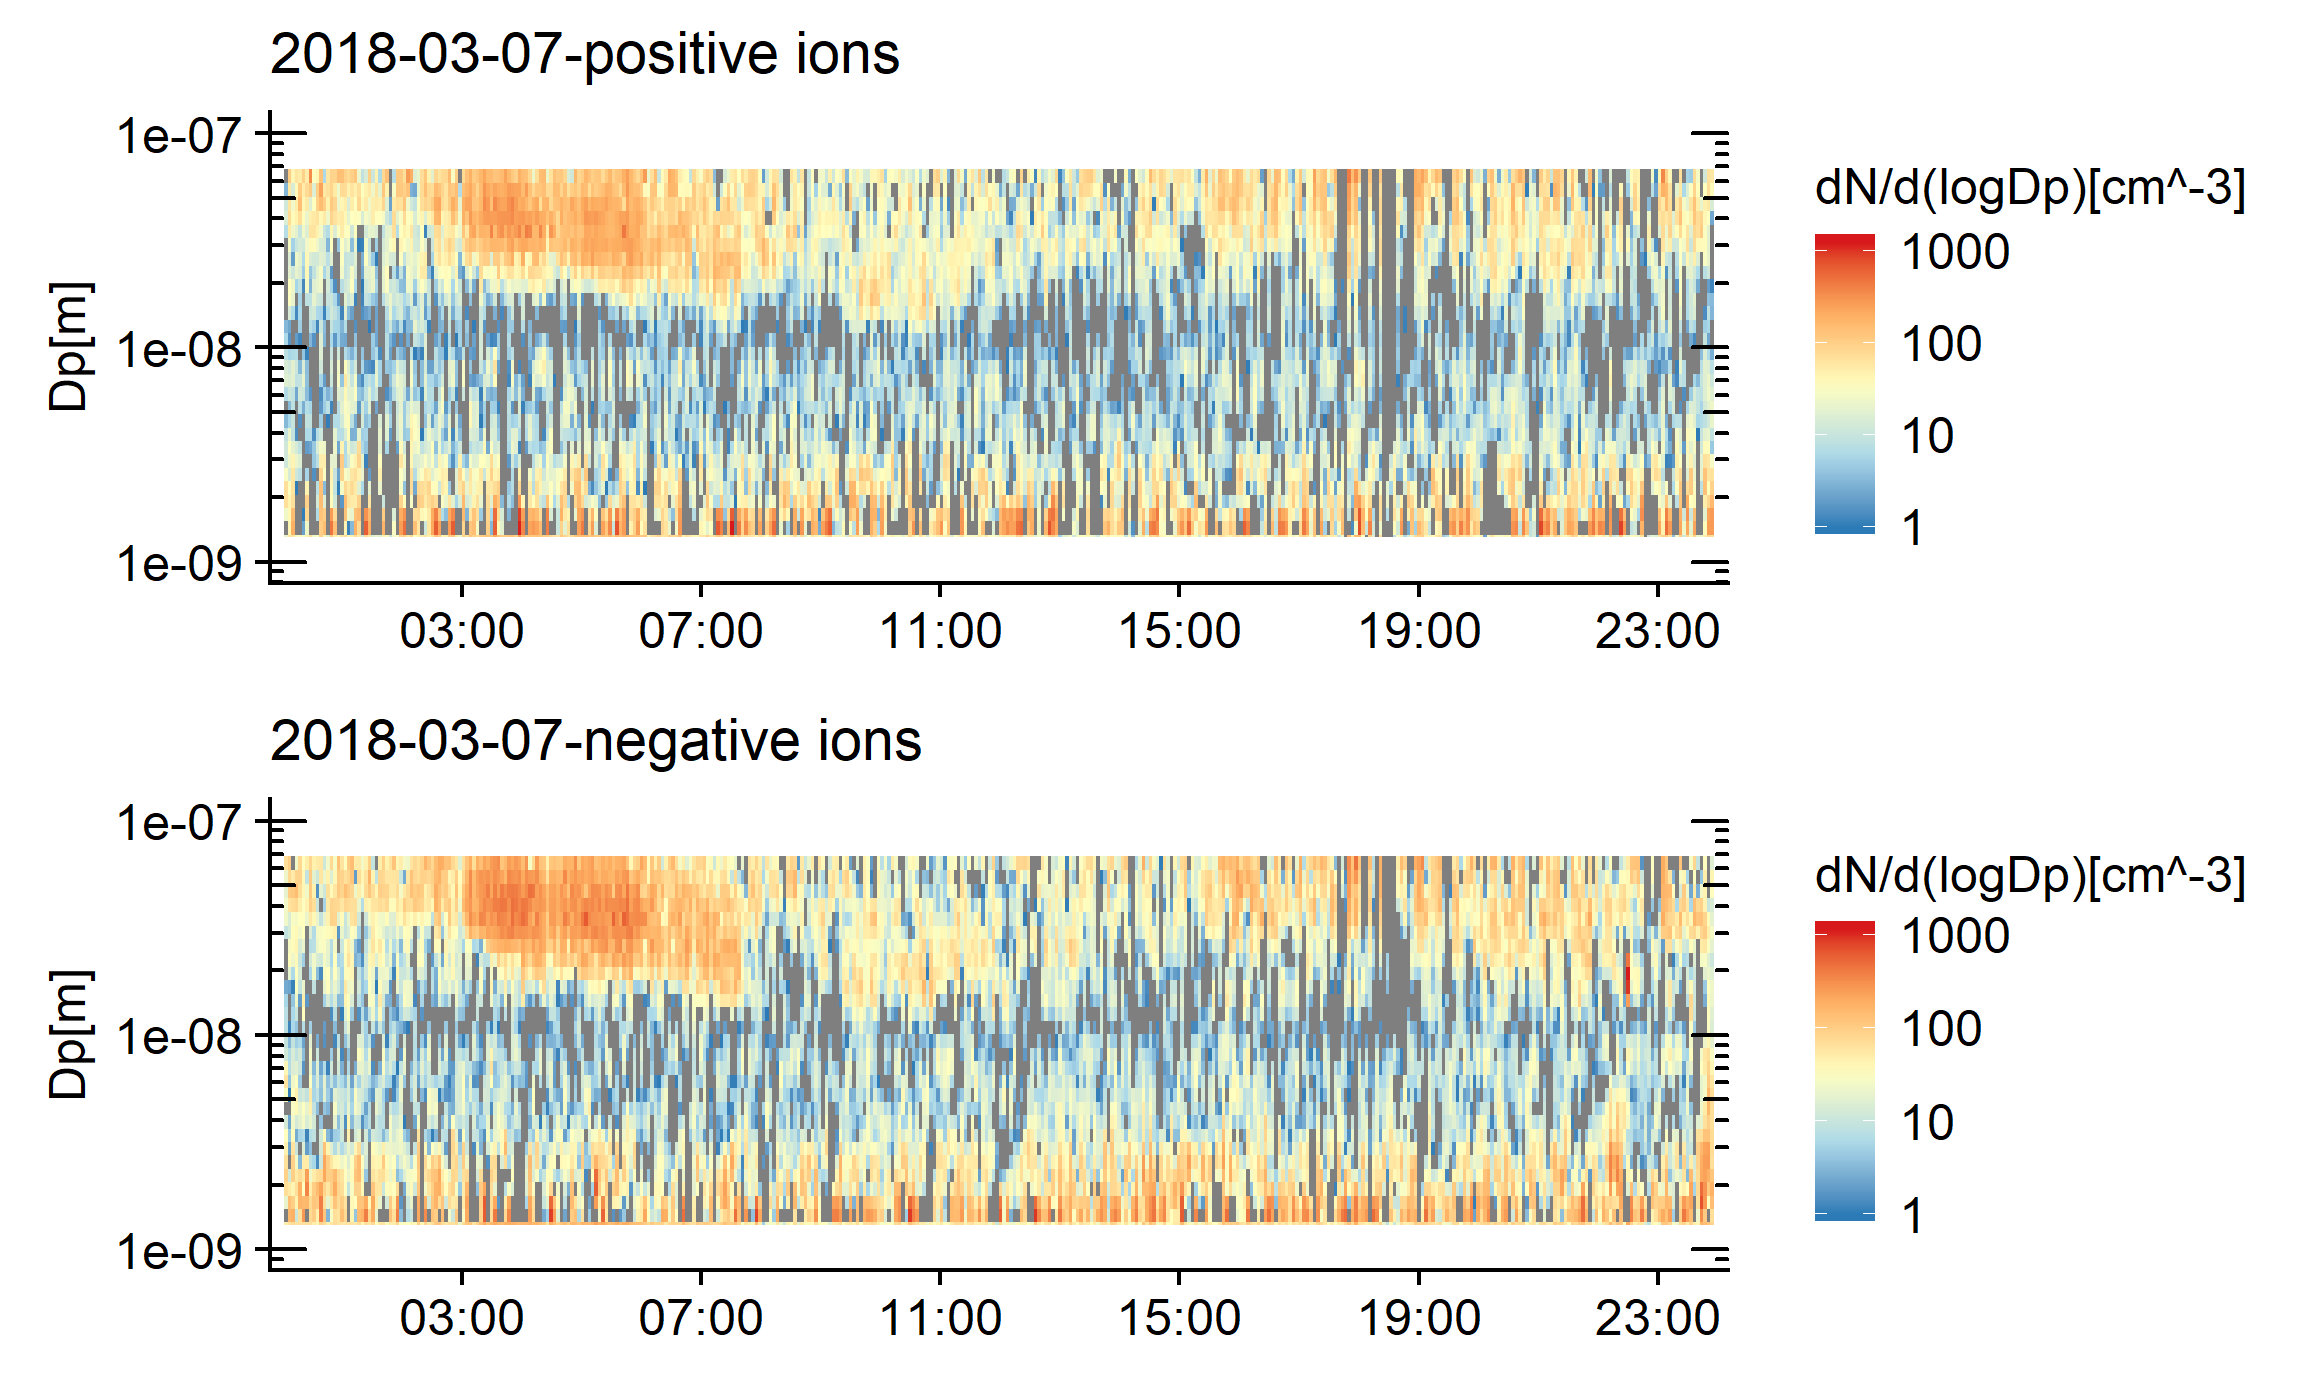 2018-03-07-positive ions
1e-07
1e-08
1e-09
Dp[m]
03:00 07:00 11:00 15:00 19:00 23:00
dN/d(logDp)[cm^-3]
1000
100
10
1
2018-03-07-negative ions
1e-07
1e-08
1e-09
Dp[m]
03:00 07:00 11:00 15:00 19:00 23:00
dN/d(logDp)[cm^-3]
1000
100
10
1